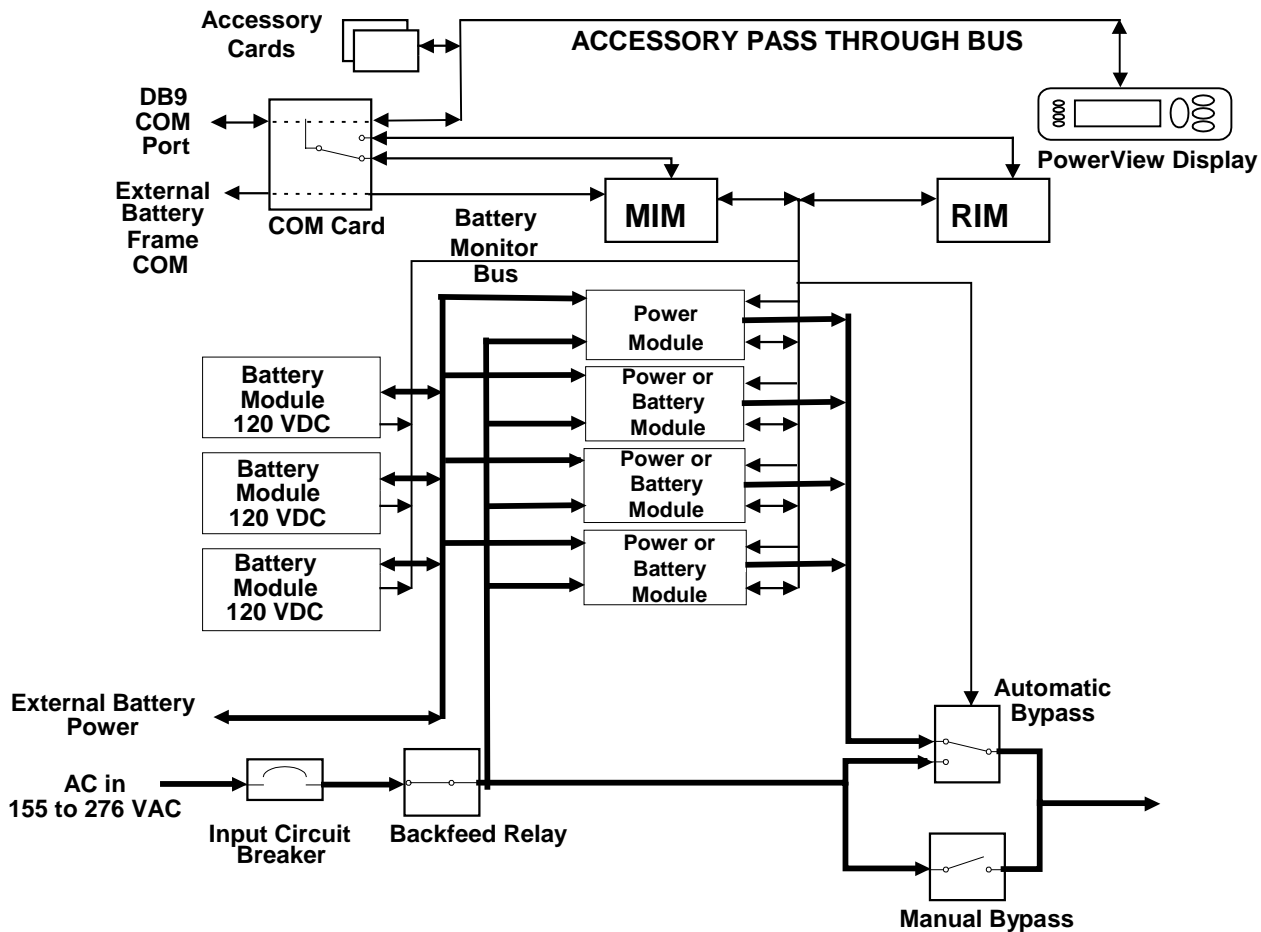 Accessory
Cards
ACCESSORY PASS THROUGH BUS
DB9
COM
Port
PowerView Display
External
Battery
Frame
COM
COM Card
Battery
Monitor
Bus
MIM
RIM
Power
Module
Battery
Module
120 VDC
Power or
Battery
Module
Battery
Module
120 VDC
Power or
Battery
Module
Battery
Module
120 VDC
Power or
Battery
Module
External Battery
Power
Automatic
Bypass
AC in
155 to 276 VAC
Input Circuit
Breaker
Backfeed Relay
Manual Bypass